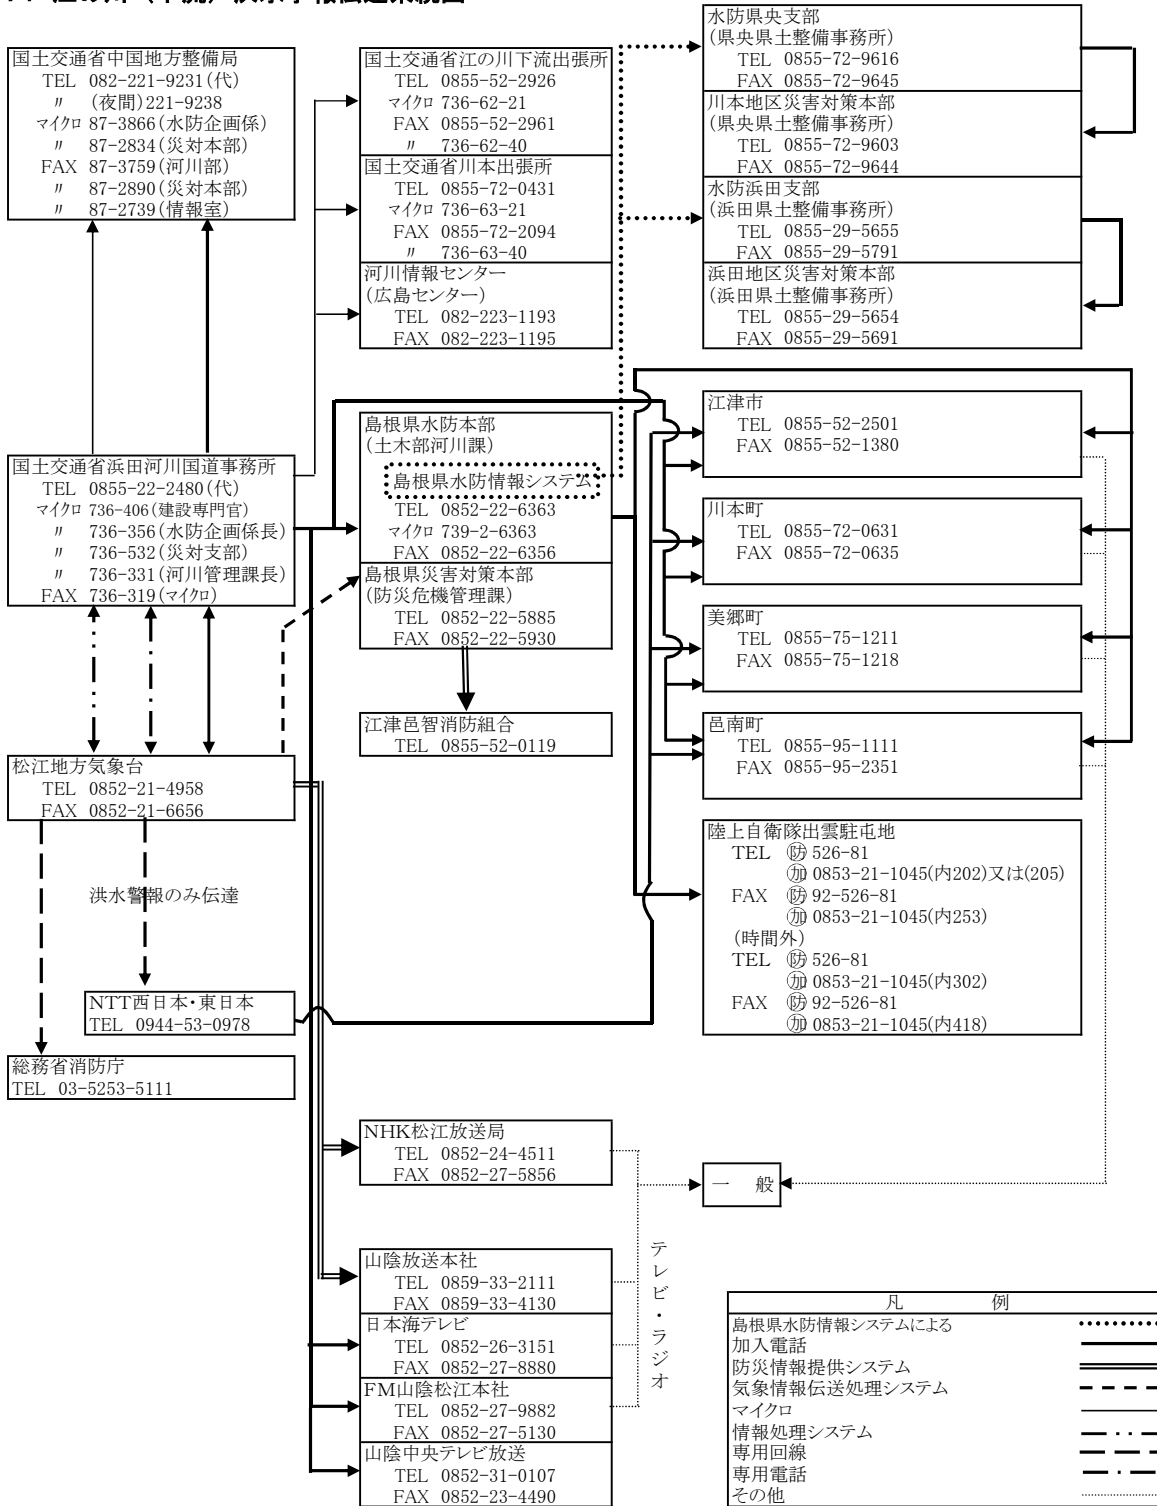 国土交通省中国地方整備局
TEL 082-221-9231(代)
〃 (夜間)221-9238
マイクロ 87-3866(水防企画係)
〃 87-2834(災対本部)
FAX 87-3759(河川部)
〃 87-2890(災対本部)
〃 87-2739(情報室)
国土交通省江の川下流出張所
TEL 0855-52-2926
マイクロ 736-62-21
FAX 0855-52-2961
〃 736-62-40
国土交通省川本出張所
TEL 0855-72-0431
マイクロ 736-63-21
FAX 0855-72-2094
〃 736-63-40
河川情報センター
(広島センター)
TEL 082-223-1193
FAX 082-223-1195
水防県央支部
(県央県土整備事務所)
TEL 0855-72-9616
FAX 0855-72-9645
川本地区災害対策本部
(県央県土整備事務所)
TEL 0855-72-9603
FAX 0855-72-9644
水防浜田支部
(浜田県土整備事務所)
TEL 0855-29-5655
FAX 0855-29-5791
浜田地区災害対策本部
(浜田県土整備事務所)
TEL 0855-29-5654
FAX 0855-29-5691
国土交通省浜田河川国道事務所
TEL 0855-22-2480(代)
マイクロ 736-406(建設専門官)
〃 736-356(水防企画係長)
〃 736-532(災対支部)
〃 736-331(河川管理課長)
FAX 736-319(マイクロ)
島根県水防本部
(土木部河川課)
島根県水防情報システム
TEL 0852-22-6363
マイクロ 739-2-6363
FAX 0852-22-6356
島根県災害対策本部
(防災危機管理課)
TEL 0852-22-5885
FAX 0852-22-5930
江津邑智消防組合
TEL 0855-52-0119
江津市
TEL 0855-52-2501
FAX 0855-52-1380
川本町
TEL 0855-72-0631
FAX 0855-72-0635
美郷町
TEL 0855-75-1211
FAX 0855-75-1218
邑南町
TEL 0855-95-1111
FAX 0855-95-2351
松江地方気象台
TEL 0852-21-4958
FAX 0852-21-6656
洪水警報のみ伝達
NTT西日本・東日本
TEL 0944-53-0978
総務省消防庁
TEL 03-5253-5111
陸上自衛隊出雲駐屯地
TEL ㊎防 526-81
加 0853-21-1045(内202)又は(205)
FAX 防 92-526-81
加 0853-21-1045(内253)
(時間外)
TEL 防 526-81
加 0853-21-1045(内302)
FAX 防 92-526-81
加 0853-21-1045(内418)
NHK松江放送局
TEL 0852-24-4511
FAX 0852-27-5856
一 般
山陰放送本社
TEL 0859-33-2111
FAX 0859-33-4130
日本海テレビ
TEL 0852-26-3151
FAX 0852-27-8880
FM山陰松江本社
TEL 0852-27-9882
FAX 0852-27-5130
山陰中央テレビ放送
TEL 0852-31-0107
FAX 0852-23-4490
テレビ・ラジオ
凡 例
島根県水防情報システムによる
加入電話
防災情報提供システム
気象情報伝送処理システム
マイクロ
情報処理システム
専用回線
専用電話
その他